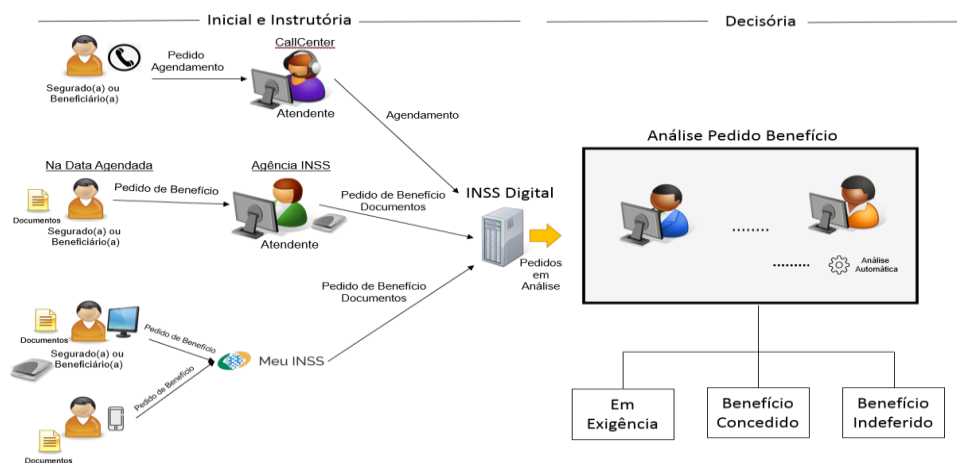 Inicial e Instrutória
Decisória
CallCenter
Pedido
Agendamento
Segurado(a) ou
Beneficiário(a)
Atendente
Agendamento
Na Data Agendada
Agência INSS
Pedido de Benefício
Documentos
Segurado(a) ou
Beneficiário(a)
Atendente
Pedido de Benefício
Documentos
INSS Digital
Pedidos
em
Análise
Pedido de Benefício
Documentos
Documentos
Segurado(a) ou
Beneficiário(a)
Pedido de Benefício
Meu INSS
Pedido de Benefício
Documentos
Análise Pedido Benefício
........
.........
Análise
Automática
Em
Exigência
Benefício
Concedido
Benefício
Indeferido